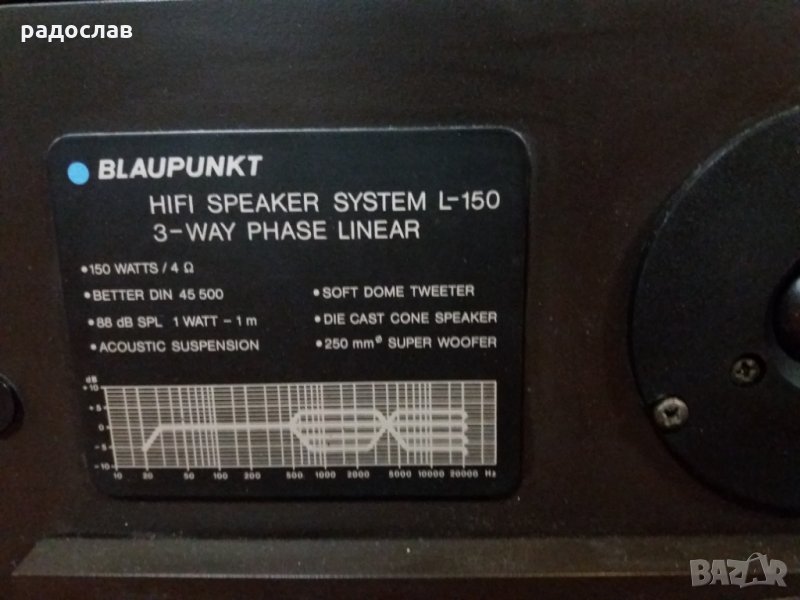 радослав
BLAUPUNKT
HIFI SPEAKER SYSTEM L-150
3-WAY PHASE LINEAR
•150 WATTS / 4 Ω
•BETTER DIN 45 500
•88 dB SPL 1 WATT - 1 m
•ACOUSTIC SUSPENSION
•SOFT DOME TWEETER
•DIE CAST CONE SPEAKER
•250 mmø SUPER WOOFER
dB
+10
+5
0
-5
-10
10 20 50 100 200 500 1000 2000 5000 10000 20000 Hz
BAZAR